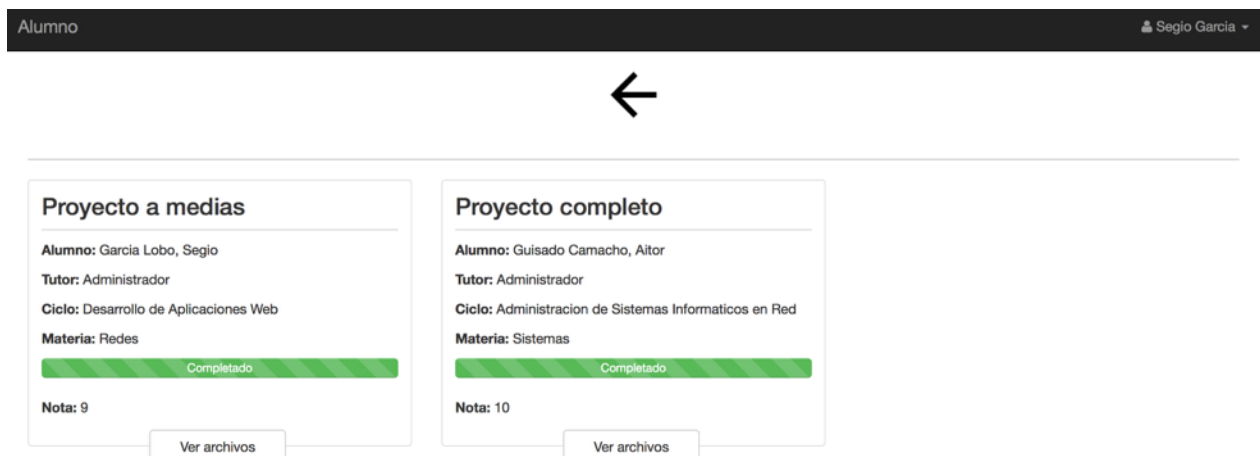 Alumno
Segio Garcia
Proyecto a medias
Alumno: Garcia Lobo, Segio
Tutor: Administrador
Ciclo: Desarrollo de Aplicaciones Web
Materia: Redes
Completado
Nota: 9
Ver archivos
Proyecto completo
Alumno: Guisado Camacho, Aitor
Tutor: Administrador
Ciclo: Administracion de Sistemas Informaticos en Red
Materia: Sistemas
Completado
Nota: 10
Ver archivos